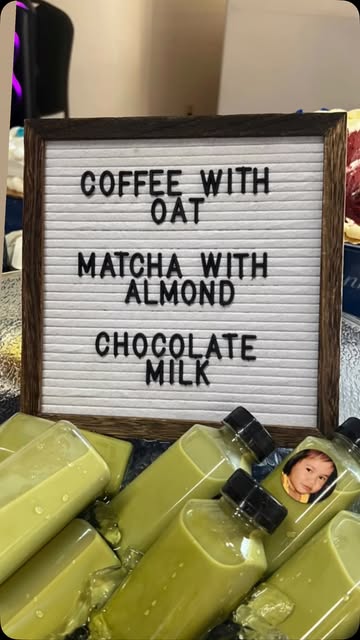 COFFEE WITH
OAT
MATCHA WITH
ALMOND
CHOCOLATE
MILK